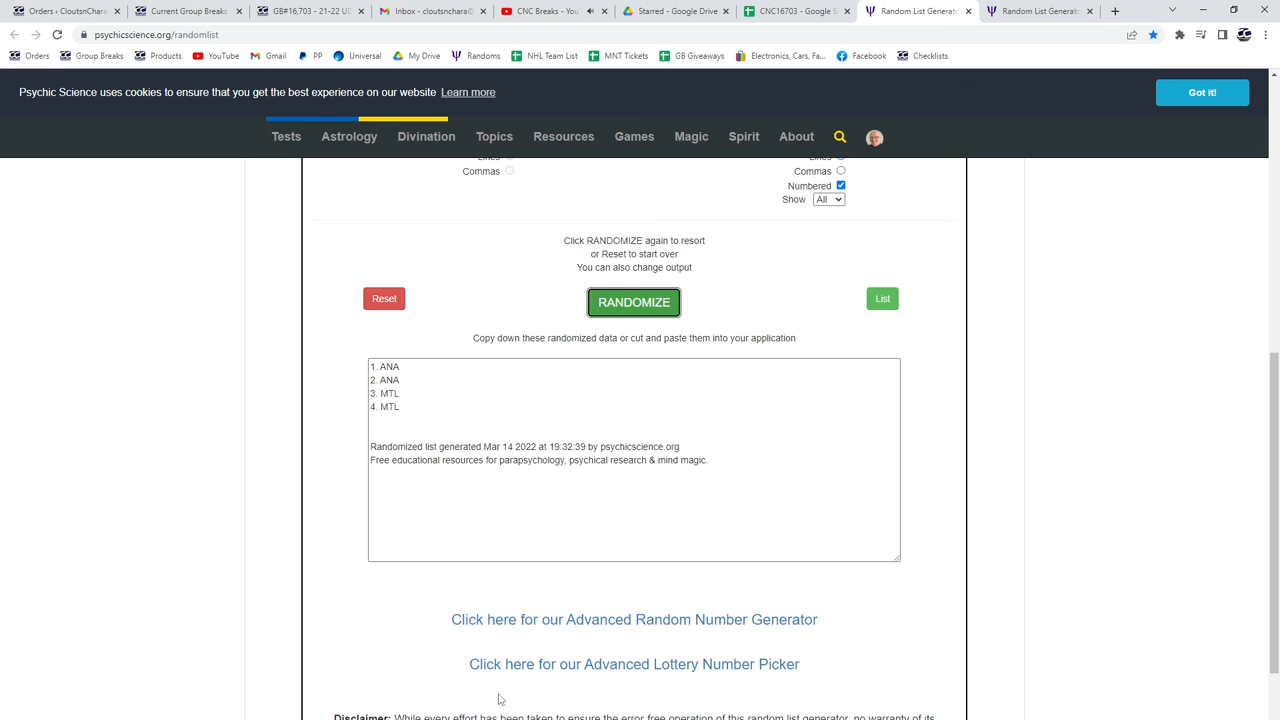 Orders ‹ CloutsnChara
Current Group Breaks
GB#16,703 - 21-22 UD
Inbox - cloutsnchara@
CNC Breaks - You
Starred - Google Drive
CNC16703 - Google S
Random List Generato
Random List Generato
psychicscience.org/randomlist
Orders
Group Breaks
Products
YouTube
Gmail
PP
Universal
My Drive
Randoms
NHL Team List
MNT Tickets
GB Giveaways
Electronics, Cars, Fa...
Facebook
Checklists
Psychic Science uses cookies to ensure that you get the best experience on our website Learn more
Got it!
Tests
Astrology
Divination
Topics
Resources
Games
Magic
Spirit
About
Lines
Lines
Commas
Commas
Numbered
Show All
Click RANDOMIZE again to resort
or Reset to start over
You can also change output
Reset
RANDOMIZE
List
Copy down these randomized data or cut and paste them into your application
1. ANA
2. ANA
3. MTL
4. MTL
Randomized list generated Mar 14 2022 at 19:32:39 by psychicscience.org
Free educational resources for parapsychology, psychical research & mind magic.
Click here for our Advanced Random Number Generator
Click here for our Advanced Lottery Number Picker
Disclaimer: While every effort has been taken to ensure the error free operation of this random list generator, no warranty of its